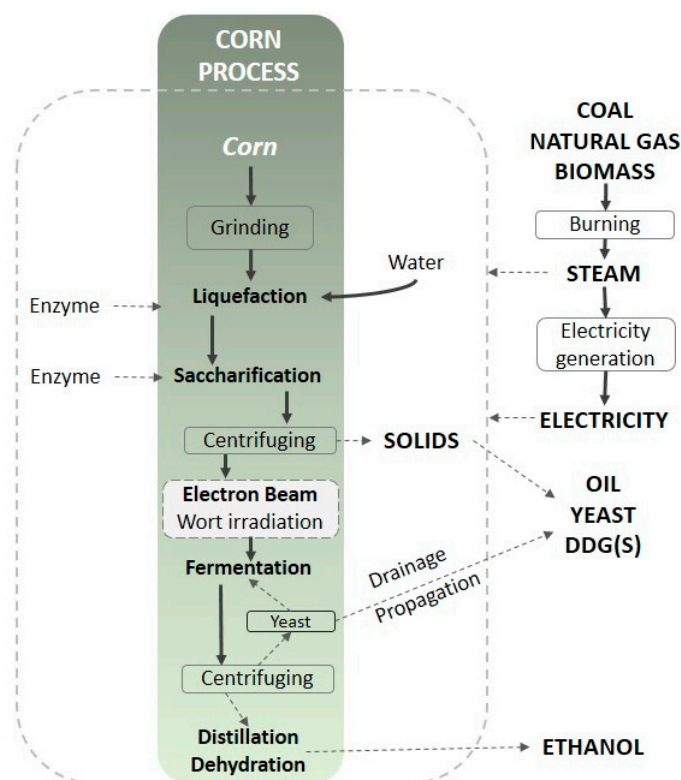 CORN
PROCESS
Corn
Grinding
Water
Enzyme
Liquefaction
Enzyme
Saccharification
Centrifuging
SOLIDS
Electron Beam
Wort irradiation
Fermentation
Yeast
Centrifuging
Distillation
Dehydration
Drainage
Propagation
COAL
NATURAL GAS
BIOMASS
Burning
STEAM
Electricity
generation
ELECTRICITY
OIL
YEAST
DDG(S)
ETHANOL